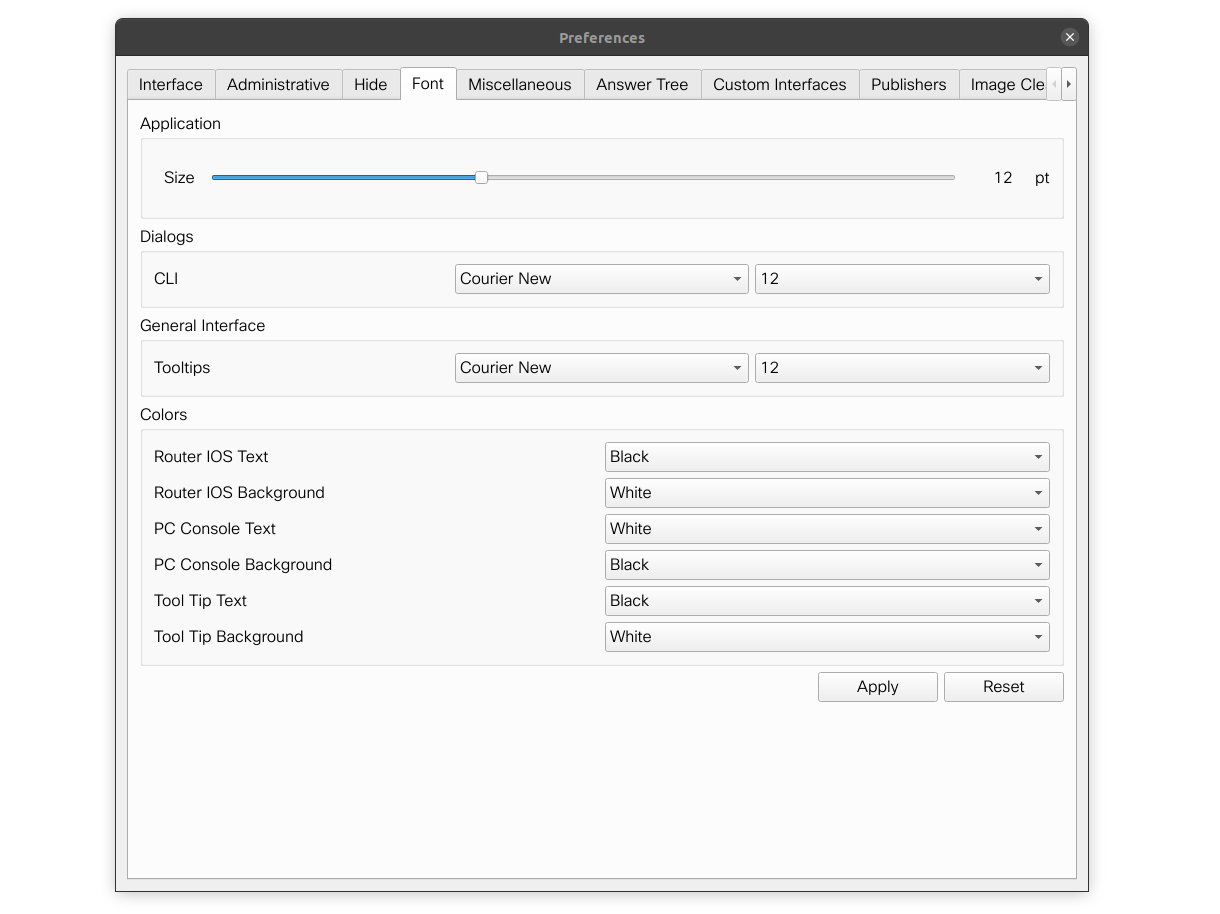 Preferences
Interface Administrative Hide Font Miscellaneous Answer Tree Custom Interfaces Publishers Image Cle
Application
Size 12 pt
Dialogs
CLI Courier New 12
General Interface
Tooltips Courier New 12
Colors
Router IOS Text Black
Router IOS Background White
PC Console Text White
PC Console Background Black
Tool Tip Text Black
Tool Tip Background White
Apply Reset